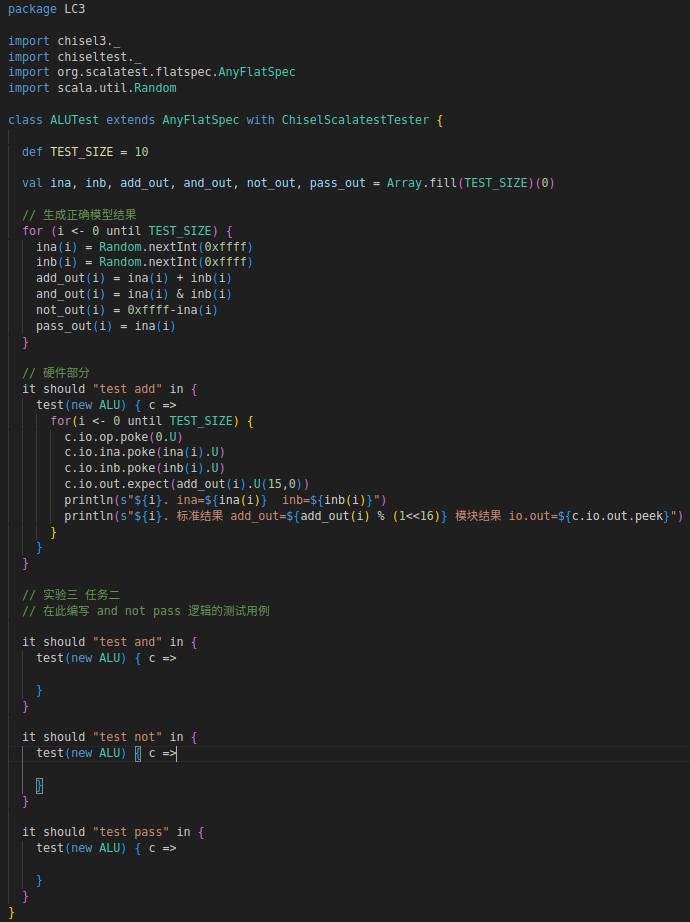 package LC3
import chisel3._
import chiseltest._
import org.scalatest.flatspec.AnyFlatSpec
import scala.util.Random
class ALUTest extends AnyFlatSpec with ChiselScalatestTester {
def TEST_SIZE = 10
val ina, inb, add_out, and_out, not_out, pass_out = Array.fill(TEST_SIZE)(0)
// 生成正确模型结果
for (i <- 0 until TEST_SIZE) {
ina(i) = Random.nextInt(0xffff)
inb(i) = Random.nextInt(0xffff)
add_out(i) = ina(i) + inb(i)
and_out(i) = ina(i) & inb(i)
not_out(i) = 0xffff-ina(i)
pass_out(i) = ina(i)
}
// 硬件部分
it should "test add" in {
test(new ALU) { c =>
for(i <- 0 until TEST_SIZE) {
c.io.op.poke(0.U)
c.io.ina.poke(ina(i).U)
c.io.inb.poke(inb(i).U)
c.io.out.expect(add_out(i).U(15,0))
println(s"${i}. ina=${ina(i)}  inb=${inb(i)}")
println(s"${i}. 标准结果 add_out=${add_out(i) % (1<<16)} 模块结果 io.out=${c.io.out.peek}")
}
}
}
// 实验三 任务二
// 在此编写 and not pass 逻辑的测试用例
it should "test and" in {
test(new ALU) { c =>
}
}
it should "test not" in {
test(new ALU) { c =>
}
}
it should "test pass" in {
test(new ALU) { c =>
}
}
}